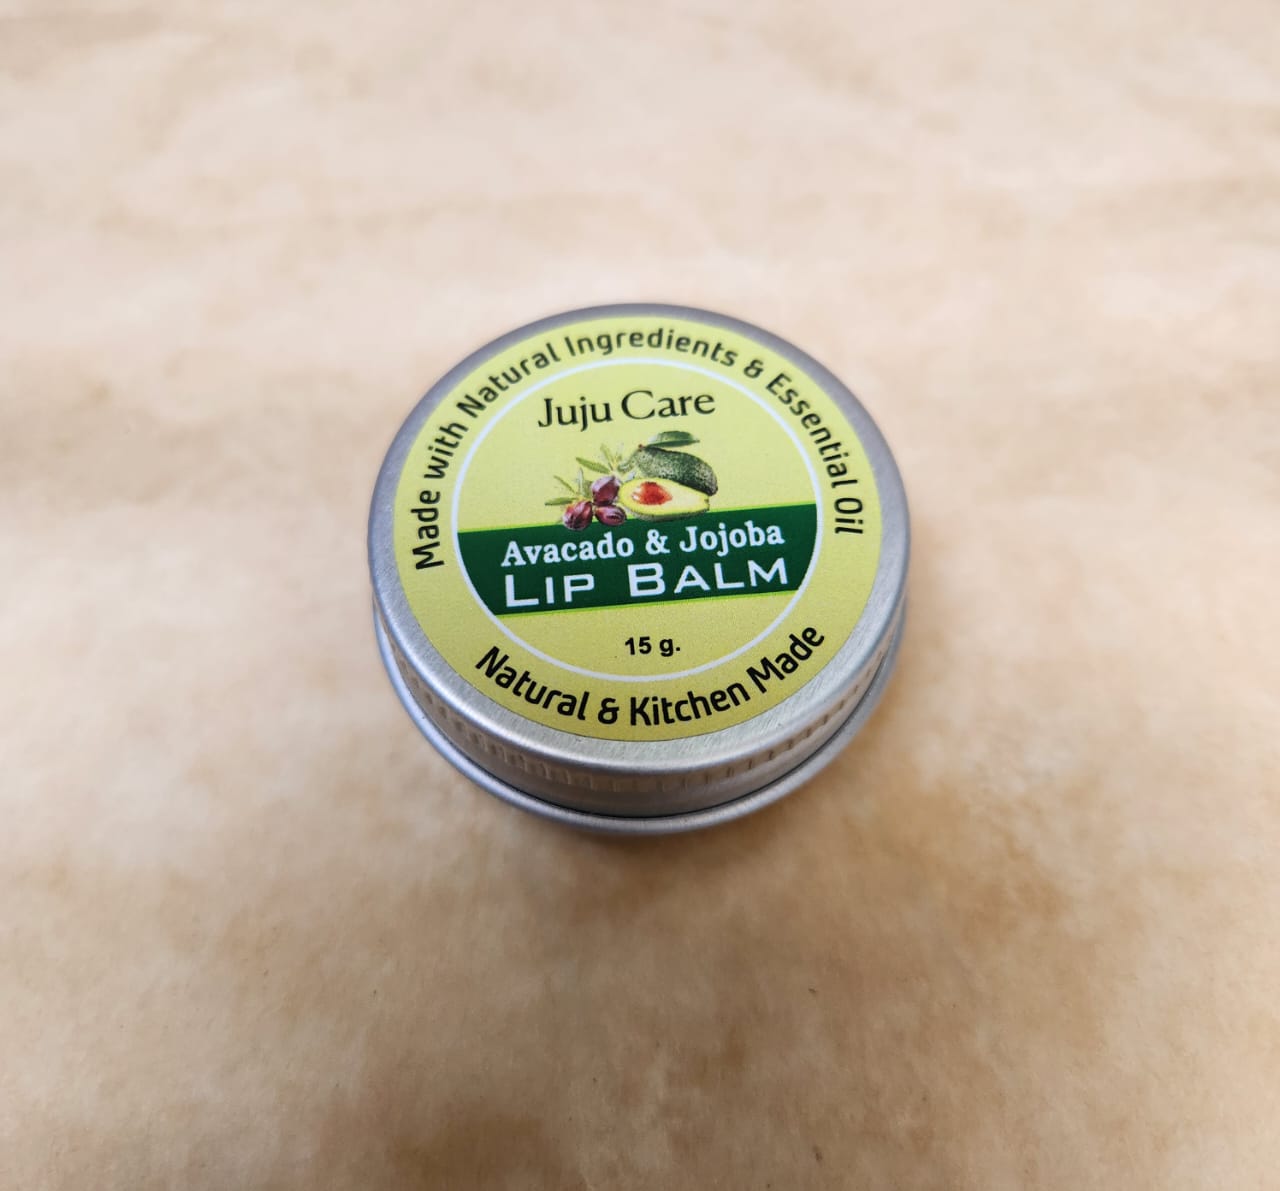 Made with Natural Ingredients & Essential Oil
Juju Care
Avacado & Jojoba
LIP BALM
15 g.
Natural & Kitchen Made